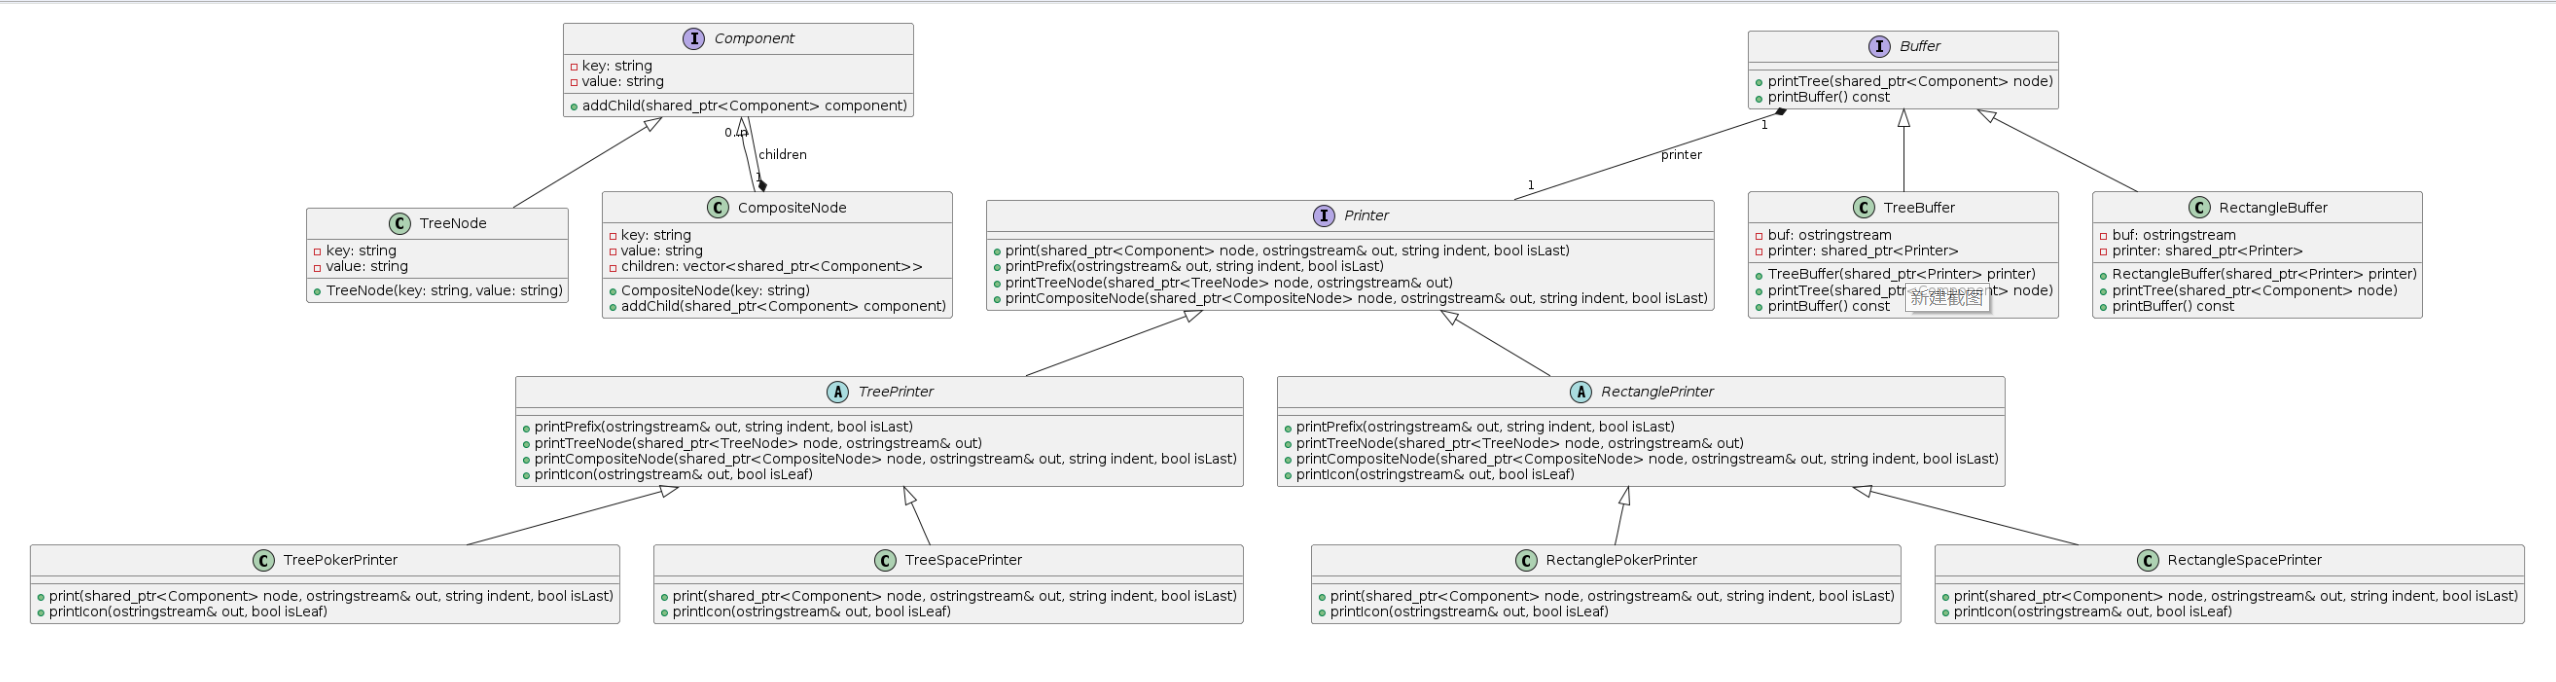 I Component
key: string
value: string
addChild(shared_ptr<Component> component)
I Buffer
printTree(shared_ptr<Component> node)
printBuffer() const
0..n
children
1
1
printer
1
C TreeNode
key: string
value: string
TreeNode(key: string, value: string)
C CompositeNode
key: string
value: string
children: vector<shared_ptr<Component>>
CompositeNode(key: string)
addChild(shared_ptr<Component> component)
I Printer
print(shared_ptr<Component> node, ostringstream& out, string indent, bool isLast)
printPrefix(ostringstream& out, string indent, bool isLast)
printTreeNode(shared_ptr<TreeNode> node, ostringstream& out)
printCompositeNode(shared_ptr<CompositeNode> node, ostringstream& out, string indent, bool isLast)
C TreeBuffer
buf: ostringstream
printer: shared_ptr<Printer>
TreeBuffer(shared_ptr<Printer> printer)
printTree(shared_ptr<Component> node)
printBuffer() const
新建截图
C RectangleBuffer
buf: ostringstream
printer: shared_ptr<Printer>
RectangleBuffer(shared_ptr<Printer> printer)
printTree(shared_ptr<Component> node)
printBuffer() const
A TreePrinter
printPrefix(ostringstream& out, string indent, bool isLast)
printTreeNode(shared_ptr<TreeNode> node, ostringstream& out)
printCompositeNode(shared_ptr<CompositeNode> node, ostringstream& out, string indent, bool isLast)
printIcon(ostringstream& out, bool isLeaf)
A RectanglePrinter
printPrefix(ostringstream& out, string indent, bool isLast)
printTreeNode(shared_ptr<TreeNode> node, ostringstream& out)
printCompositeNode(shared_ptr<CompositeNode> node, ostringstream& out, string indent, bool isLast)
printIcon(ostringstream& out, bool isLeaf)
C TreePokerPrinter
print(shared_ptr<Component> node, ostringstream& out, string indent, bool isLast)
printIcon(ostringstream& out, bool isLeaf)
C TreeSpacePrinter
print(shared_ptr<Component> node, ostringstream& out, string indent, bool isLast)
printIcon(ostringstream& out, bool isLeaf)
C RectanglePokerPrinter
print(shared_ptr<Component> node, ostringstream& out, string indent, bool isLast)
printIcon(ostringstream& out, bool isLeaf)
C RectangleSpacePrinter
print(shared_ptr<Component> node, ostringstream& out, string indent, bool isLast)
printIcon(ostringstream& out, bool isLeaf)